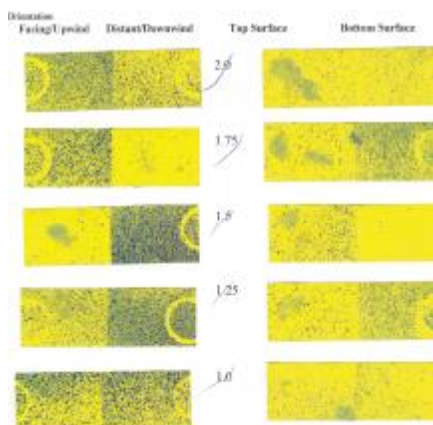 Orientation
Facing/Upwind Distant/Downwind Top Surface Bottom Surface
2.0
1.75
1.5
1.25
1.0